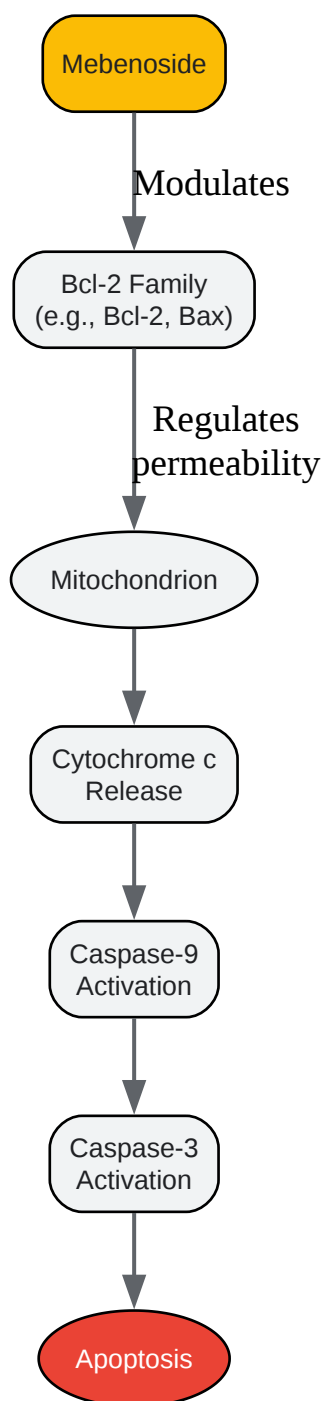 Mebenoside
Modulates
Bcl-2 Family
(e.g., Bcl-2, Bax)
Regulates
permeability
Mitochondrion
Cytochrome c
Release
Caspase-9
Activation
Caspase-3
Activation
Apoptosis